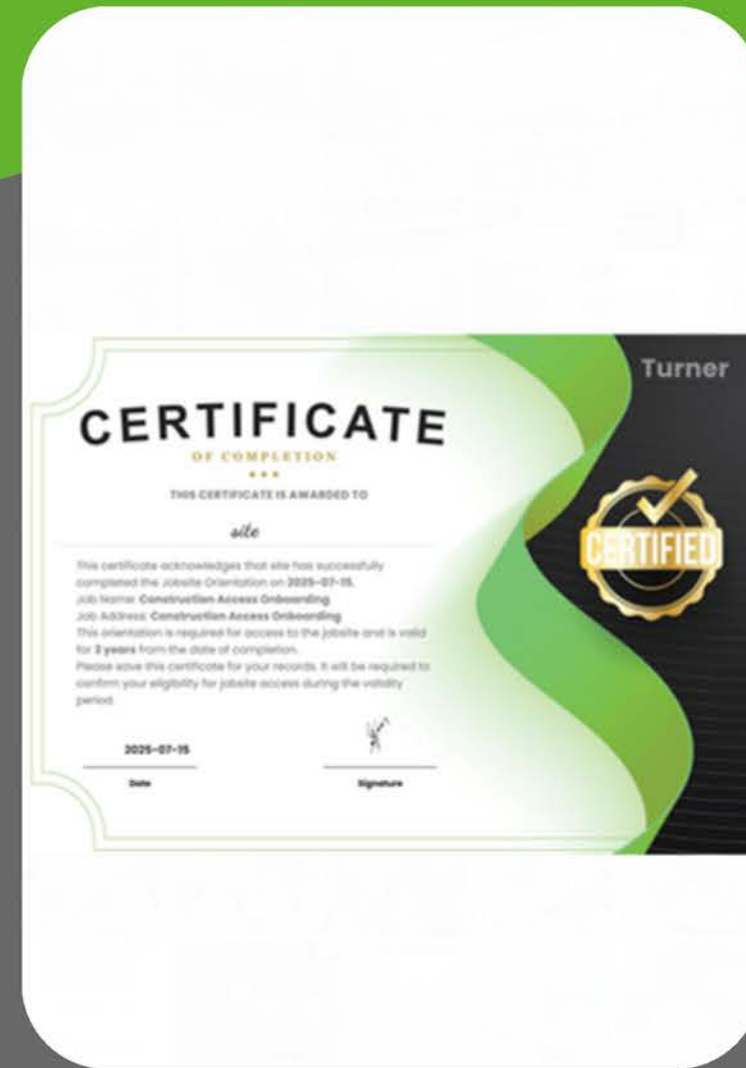 Turner
CERTIFICATE
OF COMPLETION
THIS CERTIFICATE IS AWARDED TO
site
CERTIFIED
This certificate acknowledges that site has successfully
completed the Jobsite Orientation on 2025-07-15.
Job Name: Construction Access Onboarding
Job Address: Construction Access Onboarding
This orientation is required for access to the jobsite and is valid
for 2 years from the date of completion.
Please save this certificate for your records. It will be required to
confirm your eligibility for jobsite access during the validity
period.
2025-07-15
Date
Signature